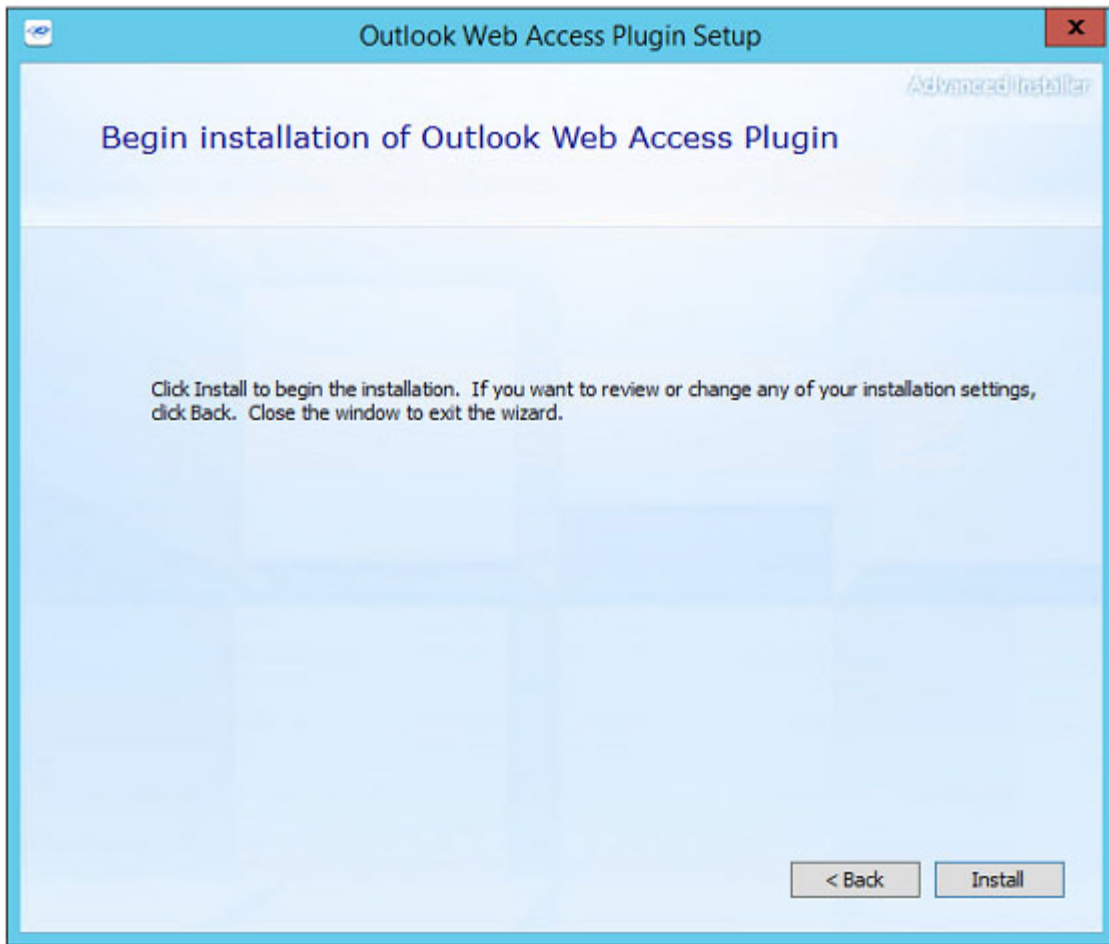 Outlook Web Access Plugin Setup
x
Advanced Installer
Begin installation of Outlook Web Access Plugin
Click Install to begin the installation.  If you want to review or change any of your installation settings,
click Back.  Close the window to exit the wizard.
< Back
Install